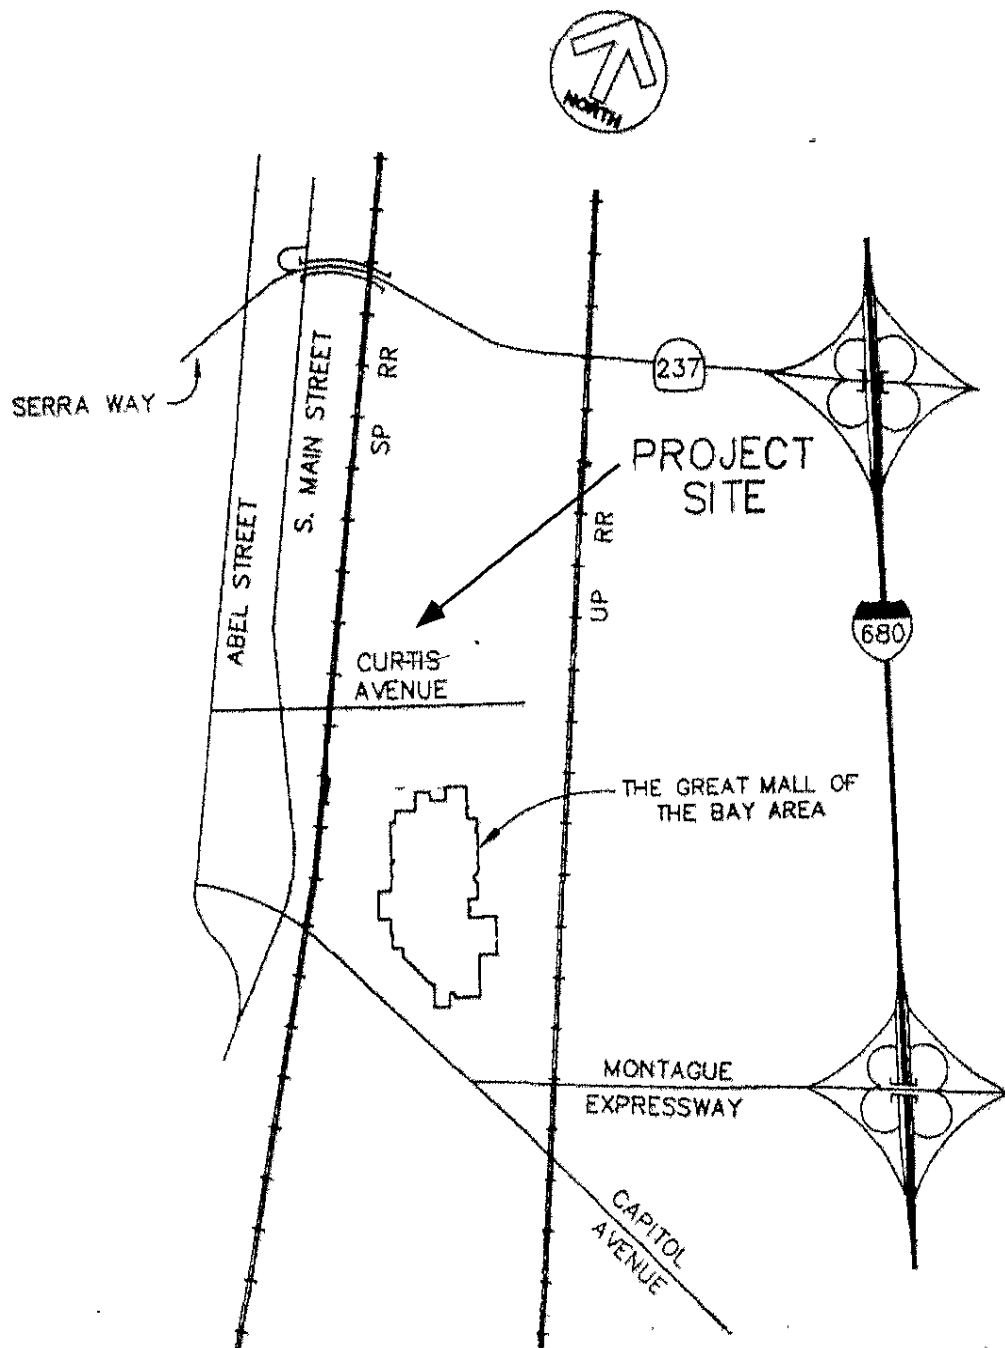 NORTH
237
SERRA WAY
S. MAIN STREET
SP RR
PROJECT
SITE
ABEL STREET
UP RR
680
CURTIS
AVENUE
THE GREAT MALL OF
THE BAY AREA
MONTAGUE
EXPRESSWAY
CAPITOL
AVENUE